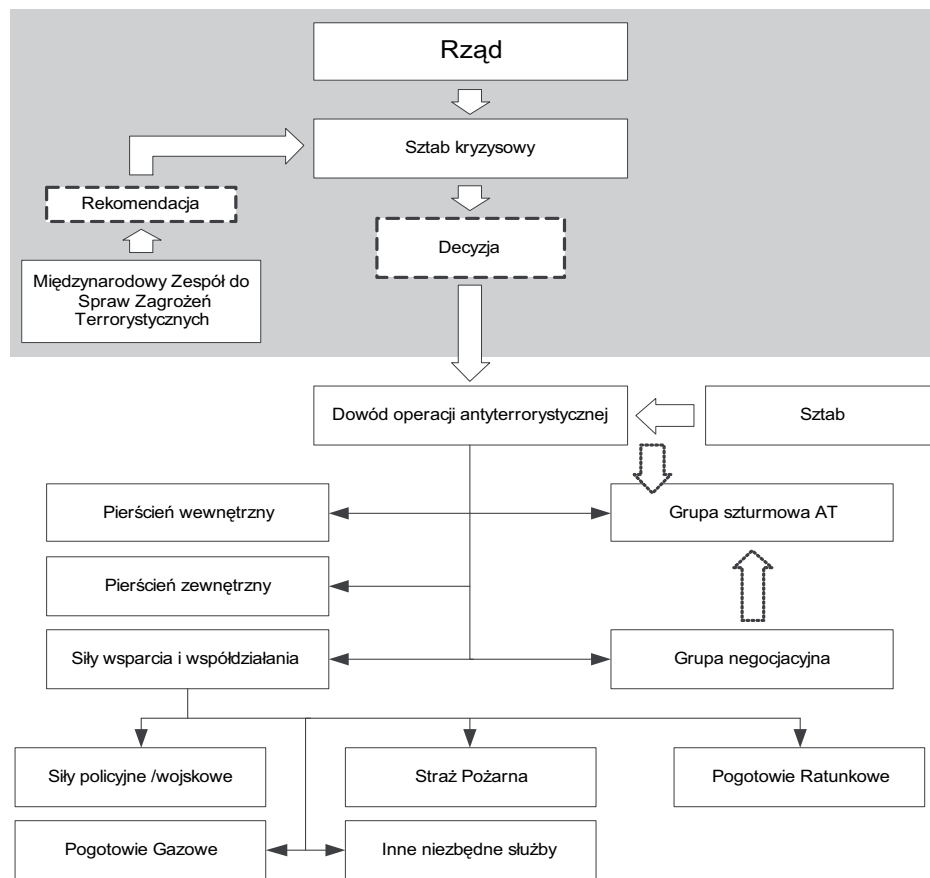 Rząd
Sztab kryzysowy
Rekomendacja
Decyzja
Międzynarodowy Zespół do
Spraw Zagrożeń
Terrorystycznych
Dowód operacji antyterrorystycznej
Sztab
Pierścień wewnętrzny
Grupa szturmowa AT
Pierścień zewnętrzny
Siły wsparcia i współdziałania
Grupa negocjacyjna
Siły policyjne /wojskowe
Straż Pożarna
Pogotowie Ratunkowe
Pogotowie Gazowe
Inne niezbędne służby